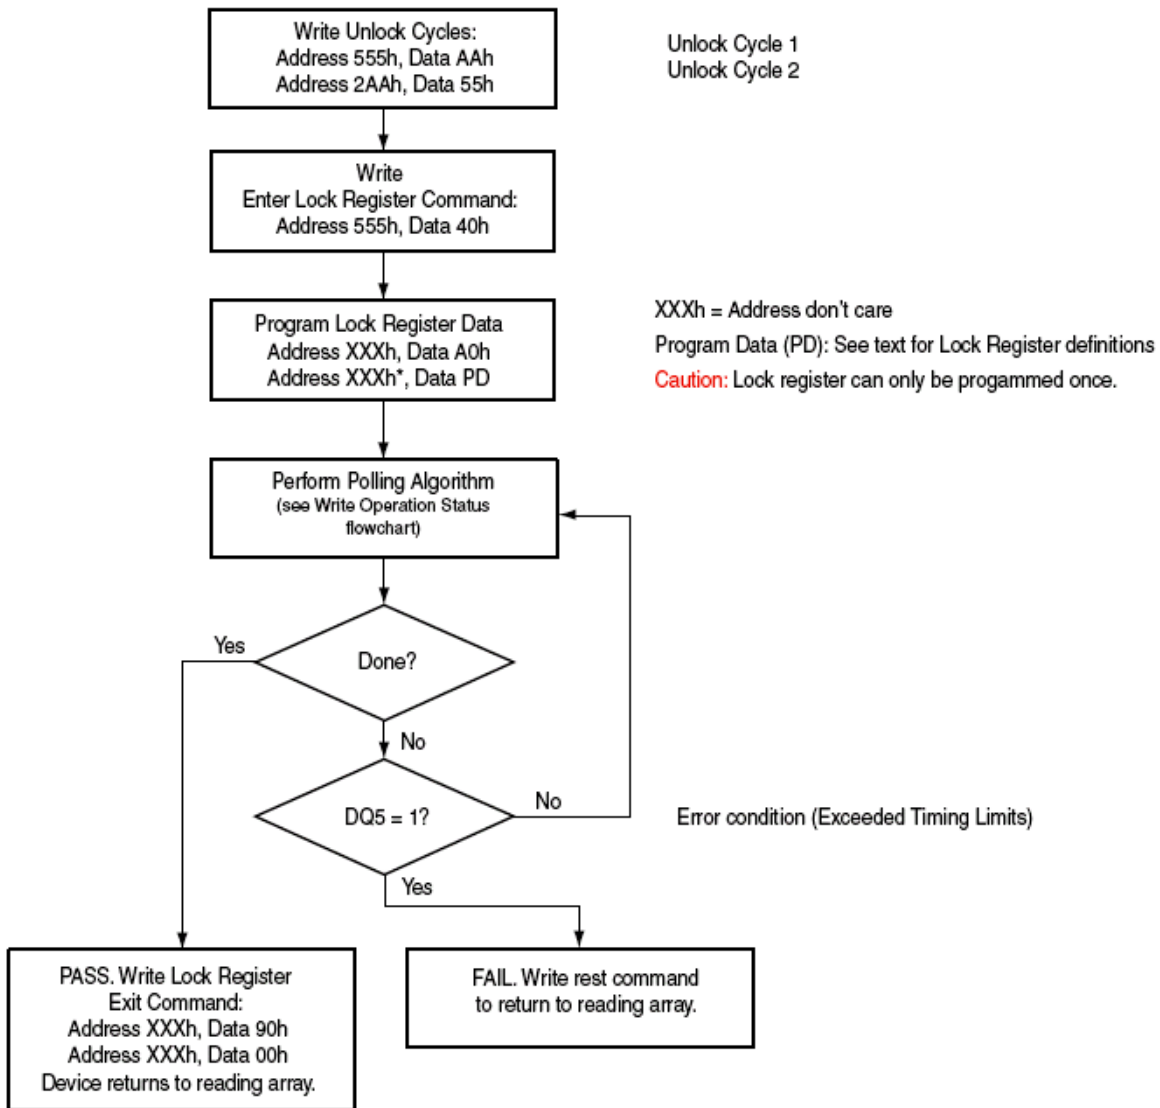 Write Unlock Cycles:
Address 555h, Data AAh
Address 2AAh, Data 55h
Unlock Cycle 1
Unlock Cycle 2
Write
Enter Lock Register Command:
Address 555h, Data 40h
Program Lock Register Data
Address XXXh, Data A0h
Address XXXh*, Data PD
XXXh = Address don't care
Program Data (PD): See text for Lock Register definitions
Caution: Lock register can only be progammed once.
Perform Polling Algorithm
(see Write Operation Status
flowchart)
Yes
Done?
No
DQ5 = 1?
No
Error condition (Exceeded Timing Limits)
Yes
PASS. Write Lock Register
Exit Command:
Address XXXh, Data 90h
Address XXXh, Data 00h
Device returns to reading array.
FAIL. Write rest command
to return to reading array.